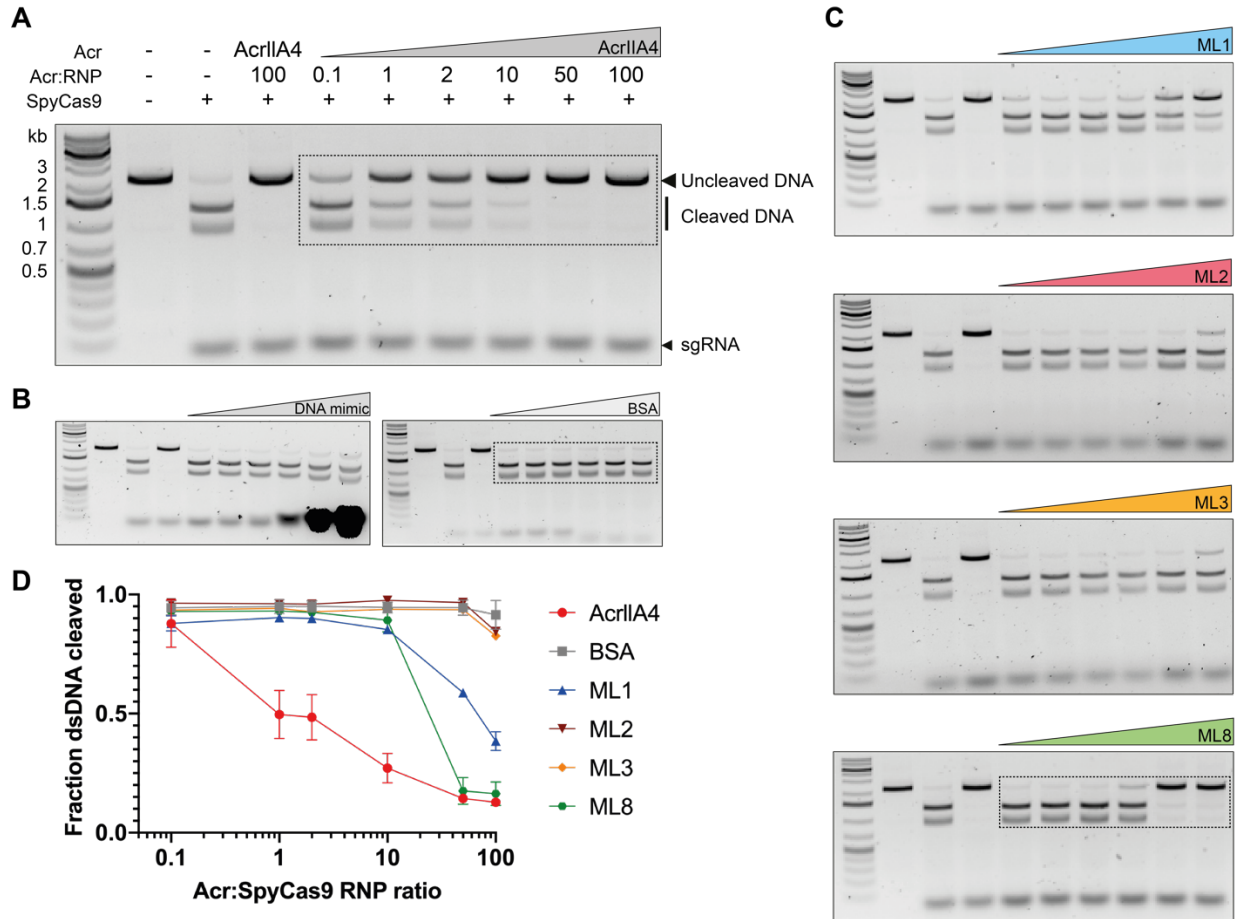 A
Acr - - AcrIIA4 AcrIIA4
Acr:RNP - - 100 0.1 1 2 10 50 100
SpyCas9 - + + + + + + + +
kb
3
2
1.5
1
0.7
0.5
Uncleaved DNA
Cleaved DNA
sgRNA
B
DNA mimic
BSA
C
ML1
ML2
ML3
ML8
D
Fraction dsDNA cleaved
1.0
0.5
0.0
0.1 1 10 100
Acr:SpyCas9 RNP ratio
AcrIIA4
BSA
ML1
ML2
ML3
ML8